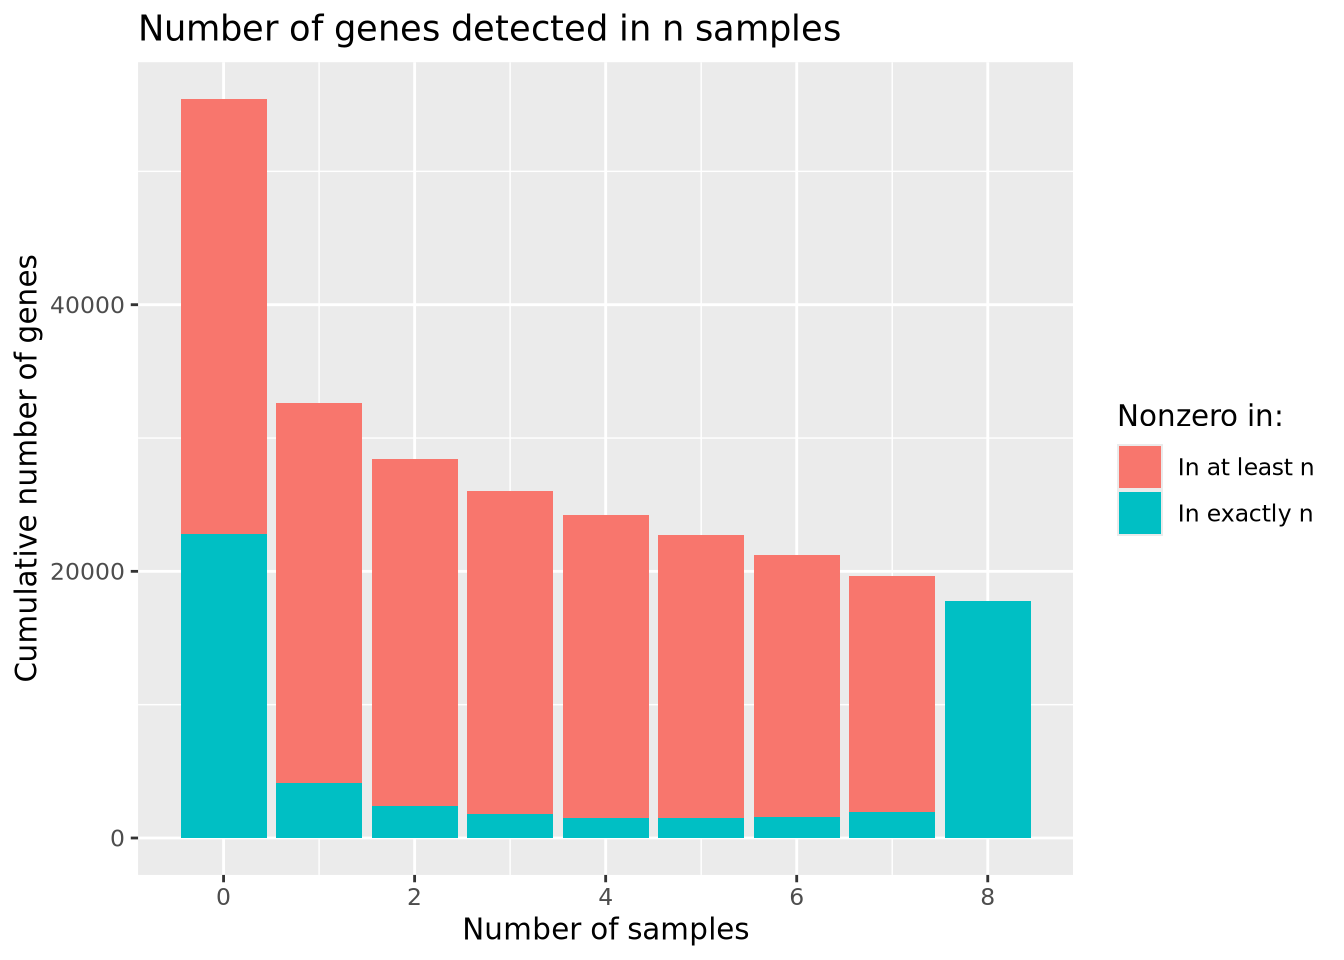 Number of genes detected in n samples
Cumulative number of genes
40000
20000
0
0 2 4 6 8
Number of samples
Nonzero in:
In at least n
In exactly n